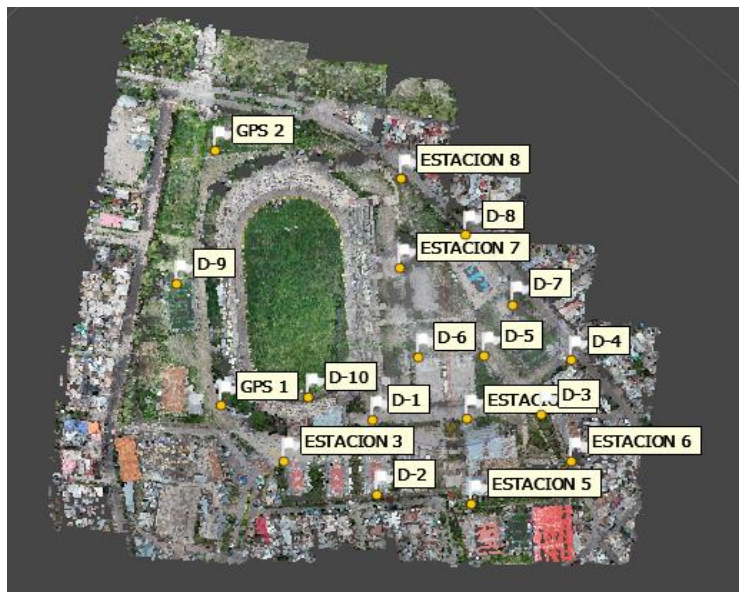 GPS 2
ESTACION 8
D-8
ESTACION 7
D-9
D-7
D-6
D-5
D-4
D-10
GPS 1
D-1
D-3
ESTACION 3
ESTACION 6
D-2
ESTACION 5